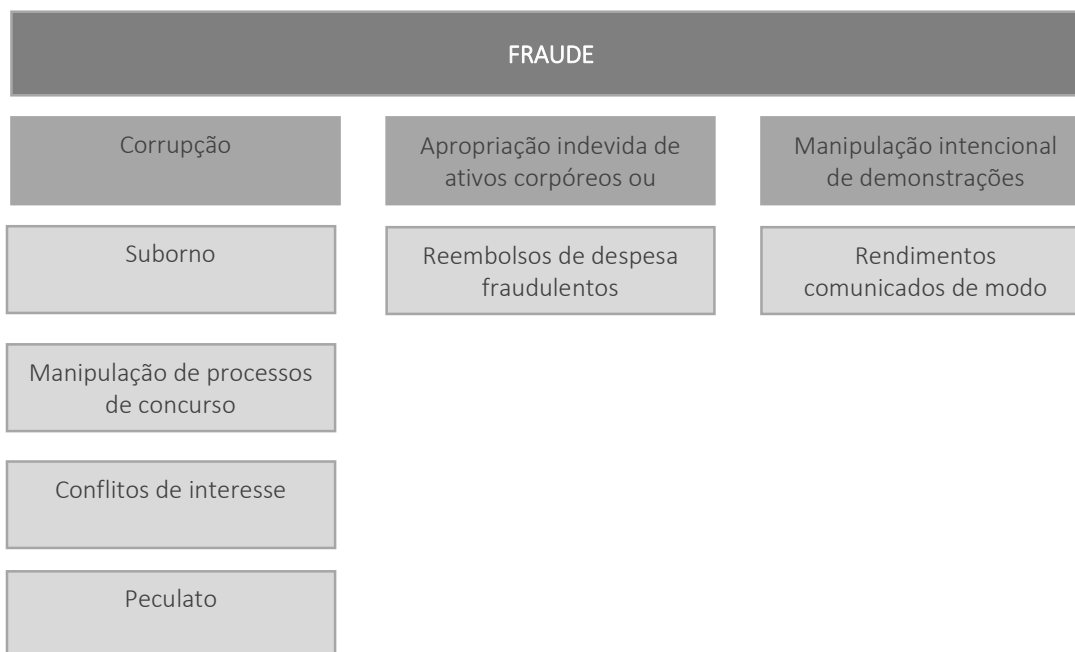 FRAUDE
Corrupção
Apropriação indevida de
ativos corpóreos ou
Manipulação intencional
de demonstrações
Suborno
Reembolsos de despesa
fraudulentos
Rendimentos
comunicados de modo
Manipulação de processos
de concurso
Conflitos de interesse
Peculato